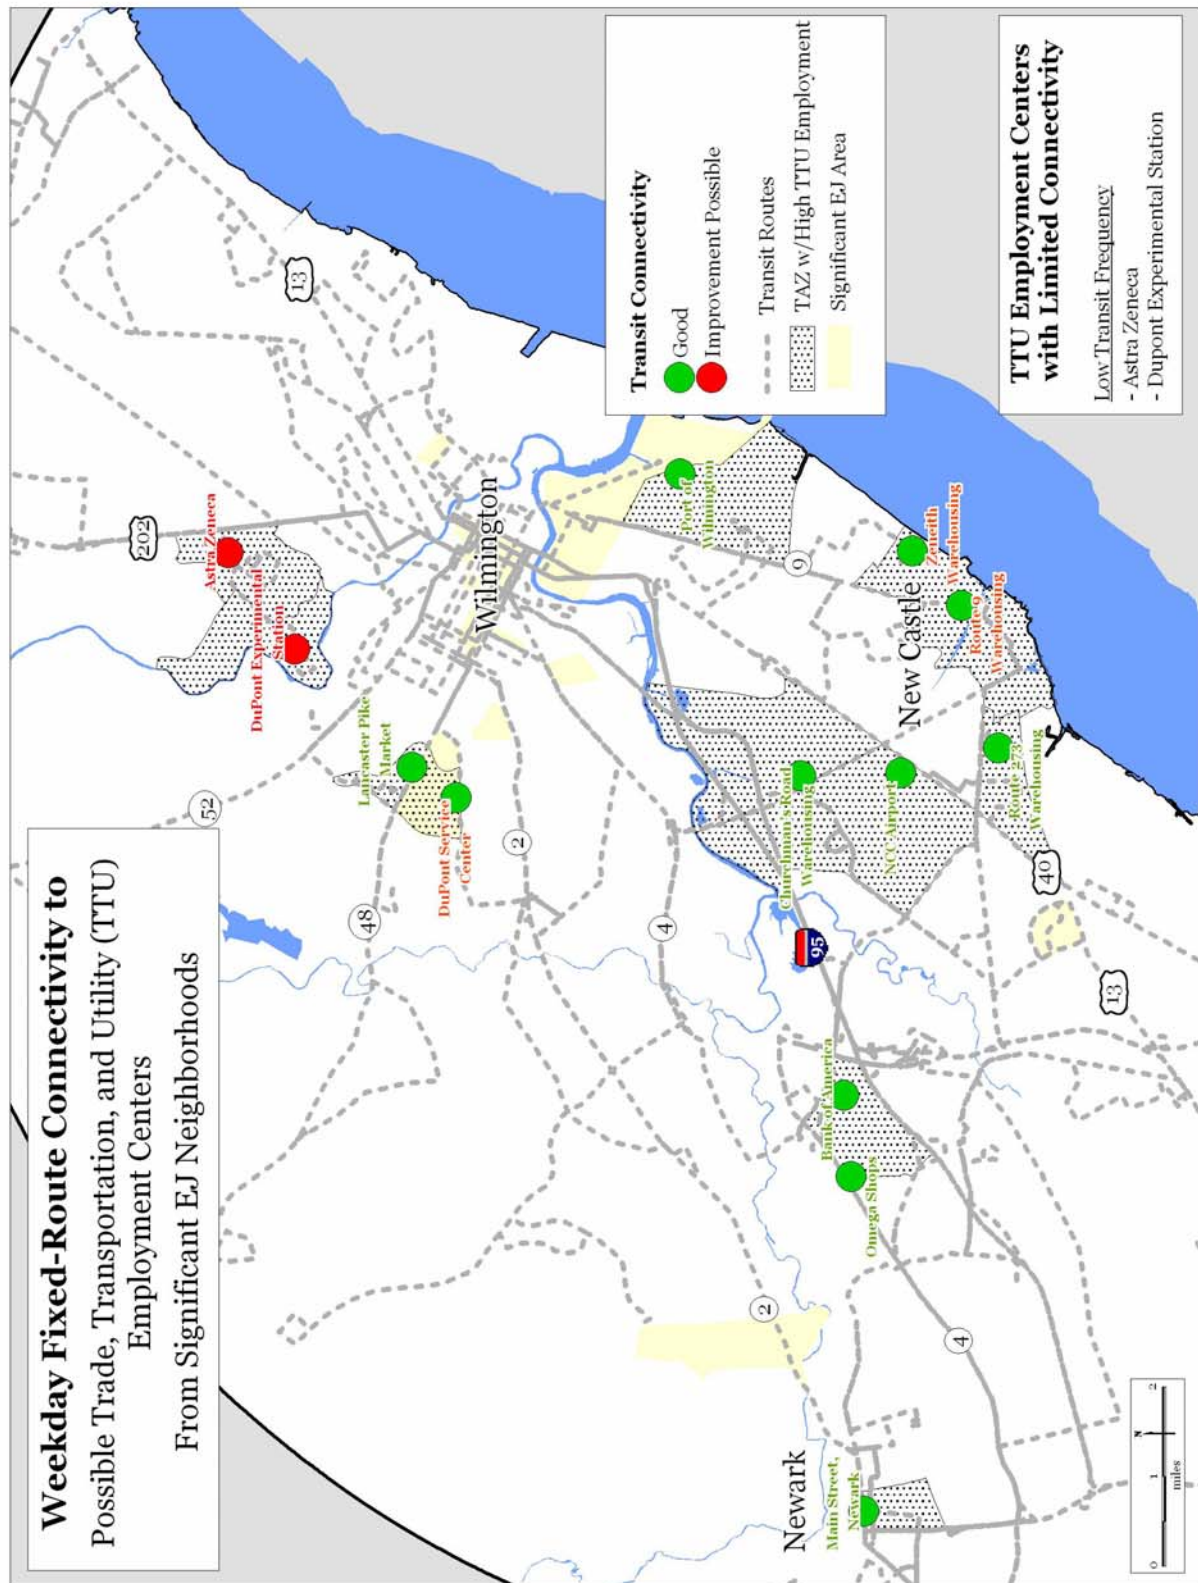 Weekday Fixed-Route Connectivity to
Possible Trade, Transportation, and Utility (TTU)
Employment Centers
From Significant EJ Neighborhoods
52
202
13
Astra Zeneca
DuPont Experimental
Station
Lancaster Pike
Market
DuPont Service
Center
48
2
Wilmington
4
Port of
Wilmington
9
95
Churchman's Road
Warehousing
NCC Airport
New Castle
Zeneith
Warehousing
Route 9
Warehousing
Route 273
Warehousing
40
13
Bank of America
Omega Shops
2
4
Newark
Main Street,
Newark
Transit Connectivity
Good
Improvement Possible
Transit Routes
TAZ w/High TTU Employment
Significant EJ Area
TTU Employment Centers
with Limited Connectivity
Low Transit Frequency
- Astra Zeneca
- Dupont Experimental Station
N
0 1 2
miles